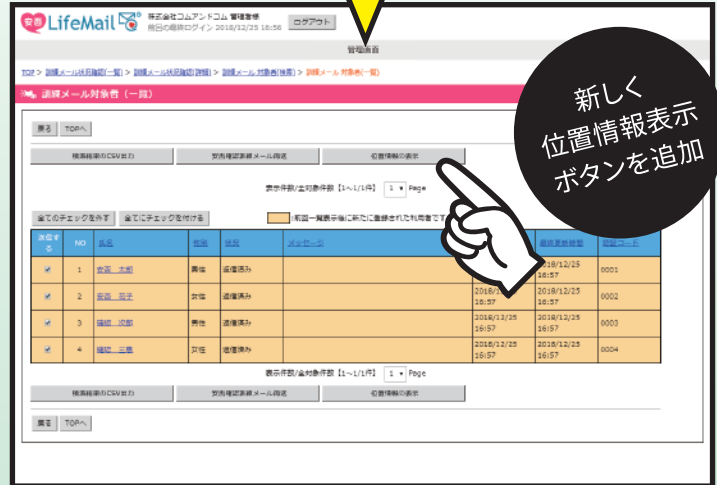 安否 LifeMail 株式会社コムアンドコム 管理者様
前回の最終ログイン 2018/12/25 16:56 ログアウト
管理画面
TOP > 訓練メール状況確認(一覧) > 訓練メール状況確認(詳細) > 訓練メール 対象者(検索) > 訓練メール 対象者(一覧)
訓練メール対象者(一覧)
新しく
位置情報表示
ボタンを追加
戻る TOPへ
検索結果のCSV出力 安否確認訓練メール再送 位置情報の表示
表示件数/全対象件数【1~1/1件】 1 Page
全てのチェックを外す 全てにチェックを付ける :前回一覧表示後に新たに登録された利用者です
送信する NO 氏名 性別 状況 メッセージ 最終更新時間 認証コード
1 安否 太郎 男性 返信済み 2018/12/25 16:57 0001
2 安否 花子 女性 返信済み 2018/12/25 16:57 2018/12/25 16:57 0002
3 確認 次郎 男性 返信済み 2018/12/25 16:57 2018/12/25 16:57 0003
4 確認 三恵 女性 返信済み 2018/12/25 16:57 2018/12/25 16:57 0004
表示件数/全対象件数【1~1/1件】 1 Page
検索結果のCSV出力 安否確認訓練メール再送 位置情報の表示
戻る TOPへ